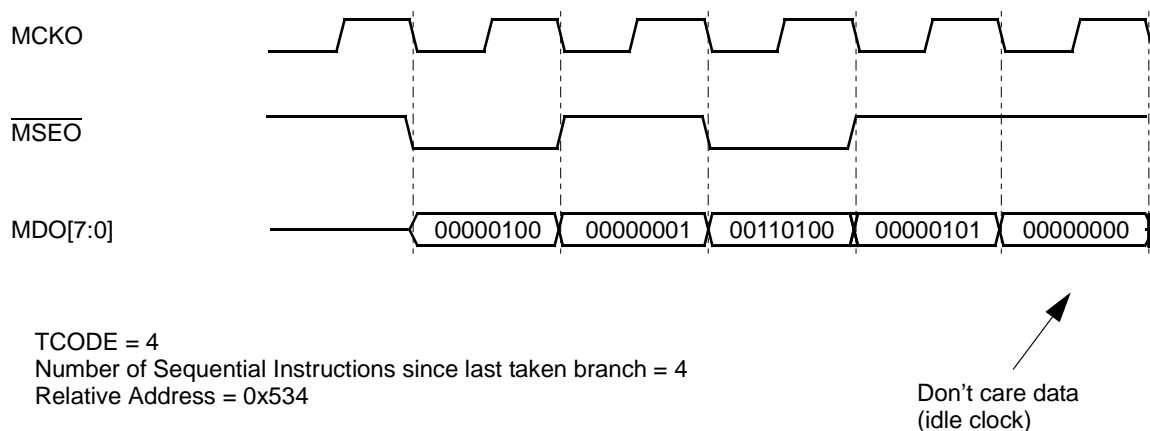 MCKO
MSEO
MDO[7:0]
00000100 00000001 00110100 00000101 00000000
TCODE = 4
Number of Sequential Instructions since last taken branch = 4
Relative Address = 0x534
Don't care data
(idle clock)